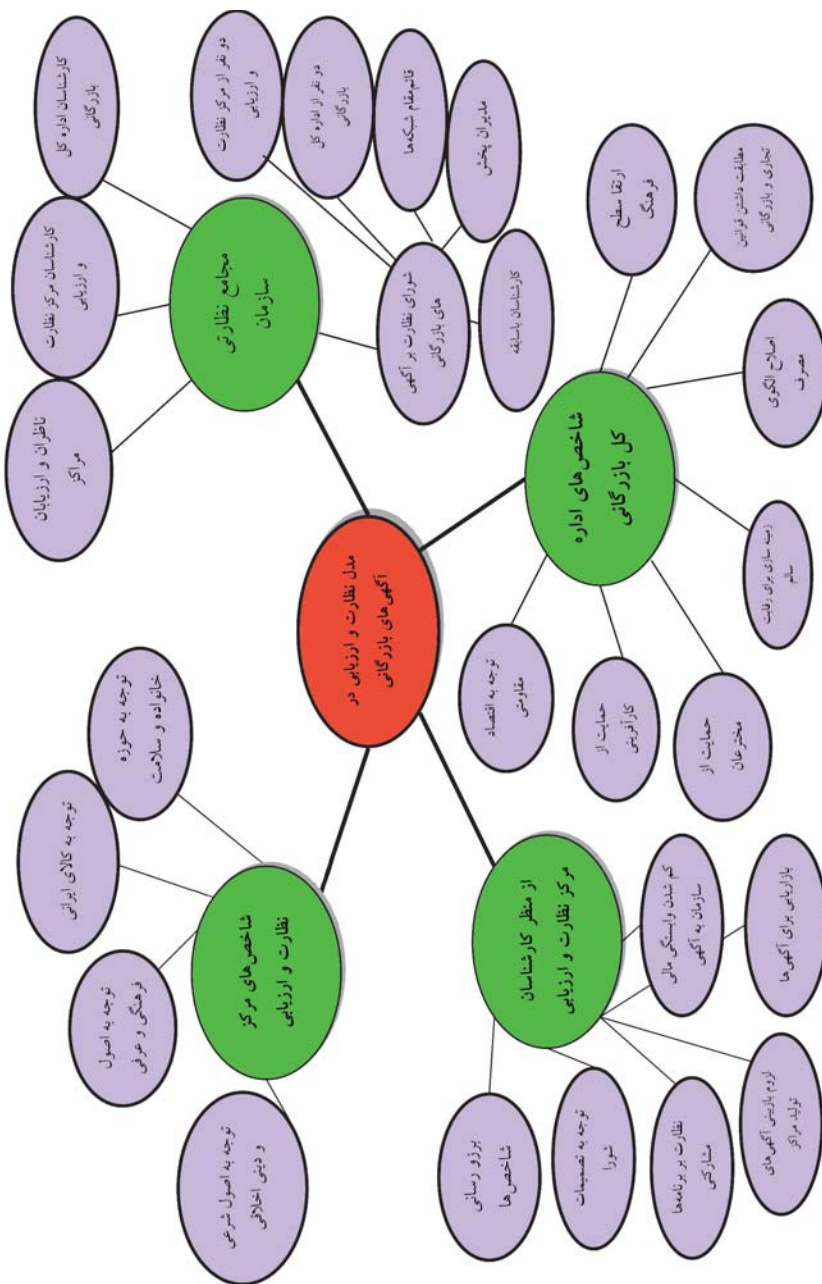 مدل نظارت و ارزیابی در
آگهی‌های بازرگانی
مجامع نظارتی
سازمان
کارشناسان اداره کل
بازرگانی
کارشناسان مرکز نظارت
و ارزیابی
ناظران و ارزیابان
مراکز
شورای نظارت بر آگهی
های بازرگانی
دو نفر از مرکز نظارت
و ارزیابی
دو نفر از اداره کل
بازرگانی
قائم‌مقام شبکه‌ها
مدیران پخش
کارشناسان باسابقه
شاخص‌های اداره
کل بازرگانی
ارتقا سطح
فرهنگ
مطابقت داشتن قوانین
تجاری و بازرگانی
اصلاح الگوی
مصرف
زمینه سازی برای رقابت
سالم
حمایت از
مخترعان
حمایت از
کارآفرینی
توجه به اقتصاد
مقاومتی
شاخص‌های مرکز
نظارت و ارزیابی
توجه به حوزه
خانواده و سلامت
توجه به کالای ایرانی
توجه به اصول
فرهنگی و عرفی
توجه به اصول شرعی
و دینی اخلاقی
از منظر کارشناسان
مرکز نظارت و ارزیابی
کم شدن وابستگی مالی
سازمان به آگهی
بازاریابی برای آگهی‌ها
لزوم بازبینی آگهی‌های
تولید مراکز
نظارت بر برنامه‌ها
مشارکتی
توجه به تصمیمات
شورا
برزو رسانی
شاخص‌ها